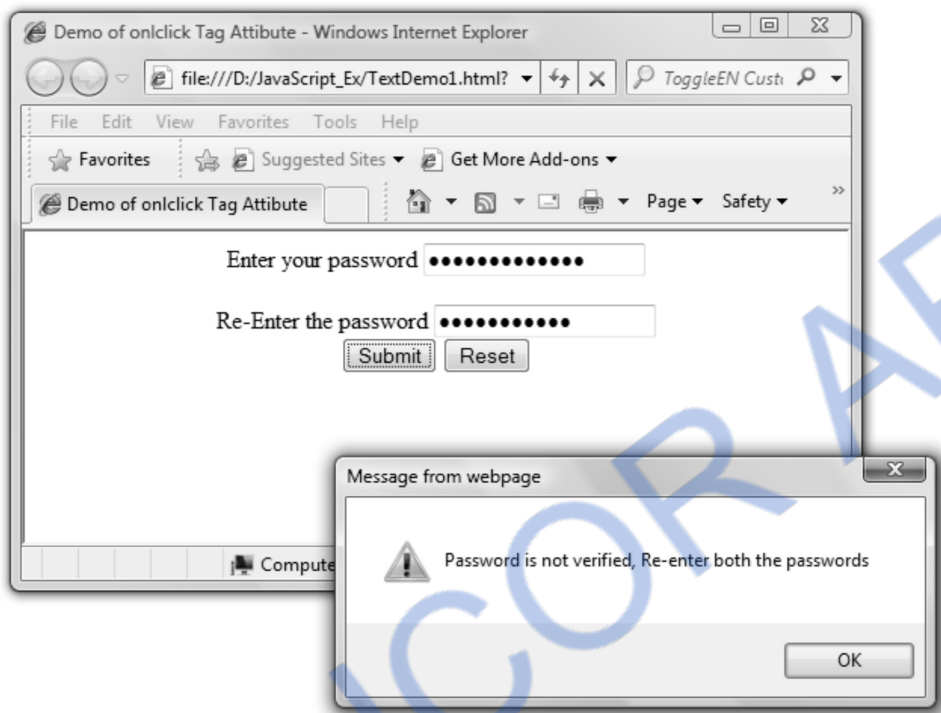 Demo of onlclick Tag Attibute - Windows Internet Explorer
file:///D:/JavaScript_Ex/TextDemo1.html?
ToggleEN Custo
File Edit View Favorites Tools Help
Favorites Suggested Sites Get More Add-ons
Demo of onlclick Tag Attibute Page Safety »
Enter your password •••••••••••••
Re-Enter the password •••••••••••
Submit Reset
Message from webpage
Password is not verified, Re-enter both the passwords
Compute
OK
ICOR A